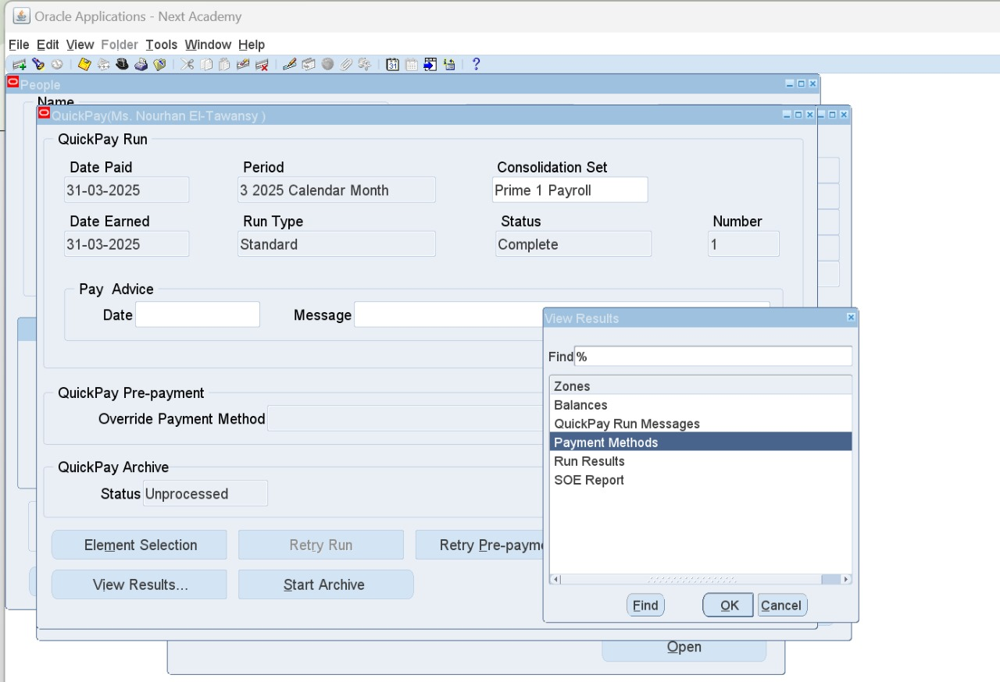 Oracle Applications - Next Academy
File Edit View Folder Tools Window Help
31
?
People
Name
QuickPay(Ms. Nourhan El-Tawansy )
QuickPay Run
Date Paid Period Consolidation Set
31-03-2025 3 2025 Calendar Month Prime 1 Payroll
Date Earned Run Type Status Number
31-03-2025 Standard Complete 1
Pay Advice
Date Message
View Results
Find %
Zones
Balances
QuickPay Run Messages
Payment Methods
Run Results
SOE Report
Find OK Cancel
QuickPay Pre-payment
Override Payment Method
QuickPay Archive
Status Unprocessed
Element Selection Retry Run Retry Pre-payme
View Results... Start Archive
Open